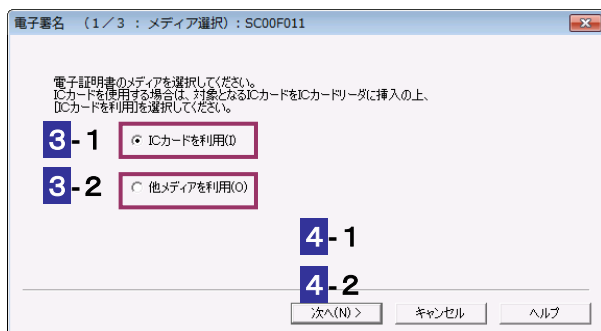 電子署名 （1／3 : メディア選択）: SC00F011
電子証明書のメディアを選択してください。
ICカードを使用する場合は、対象となるICカードをICカードリーダに挿入の上、
[ICカードを利用]を選択してください。
3-1 ICカードを利用(I)
3-2 他メディアを利用(O)
4-1
4-2
次へ(N) > キャンセル ヘルプ